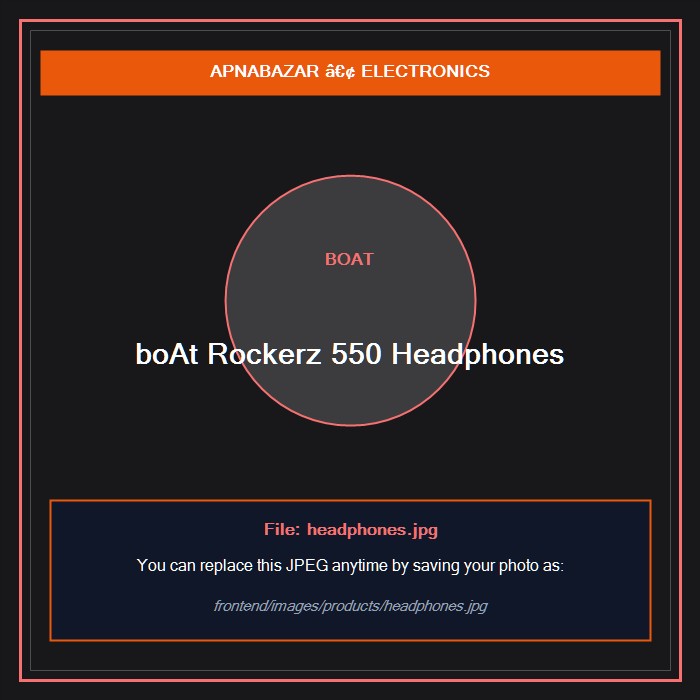 APNABAZAR â€¢ ELECTRONICS
BOAT
boAt Rockerz 550 Headphones
File: headphones.jpg
You can replace this JPEG anytime by saving your photo as:
frontend/images/products/headphones.jpg